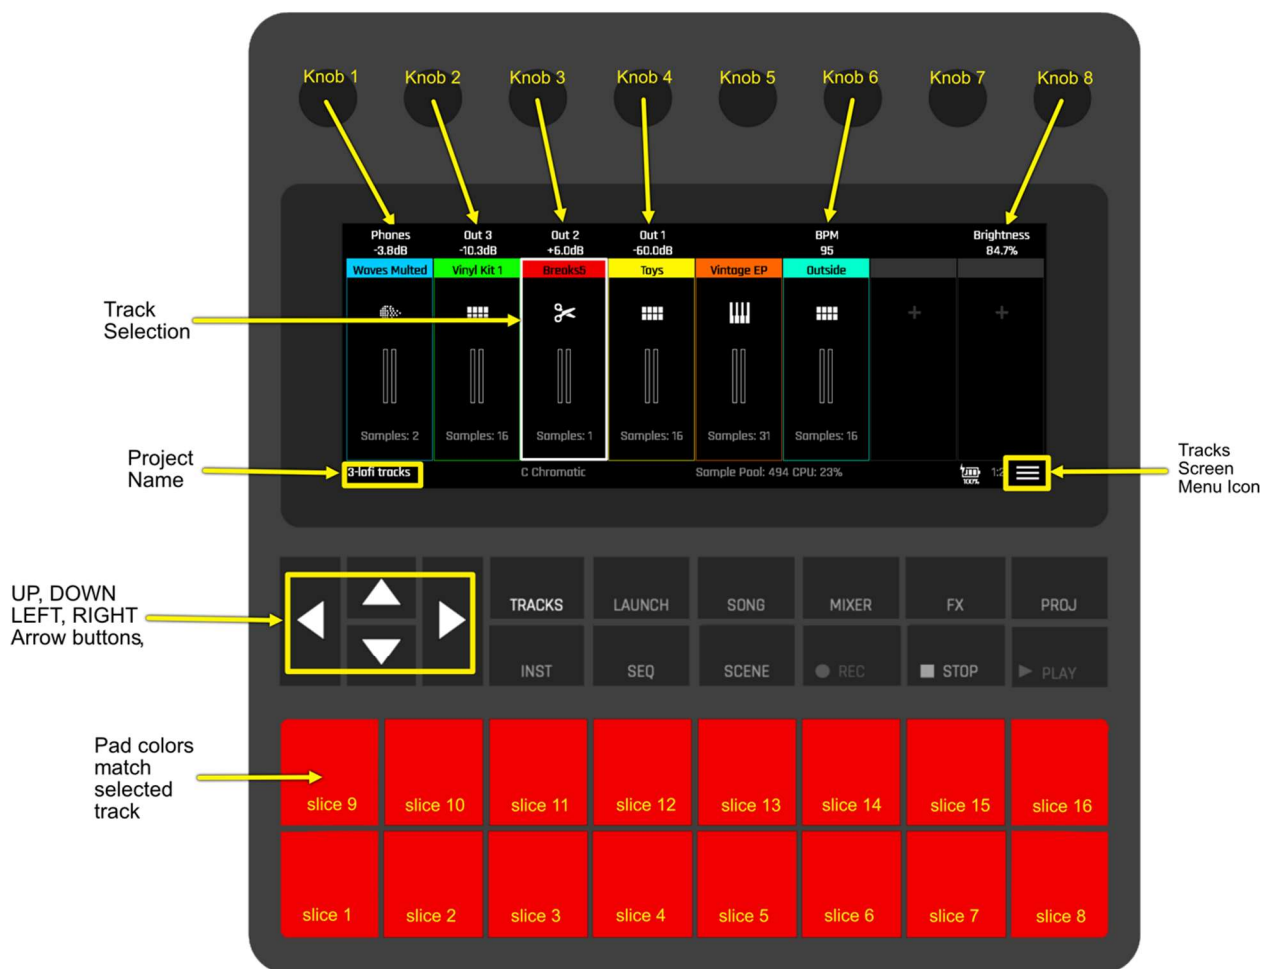 Knob 1 Knob 2 Knob 3 Knob 4 Knob 5 Knob 6 Knob 7 Knob 8
Phones Out 3 Out 2 Out 1 BPM Brightness
-3.8dB -10.3dB +6.0dB -60.0dB 95 84.7%
Waves Multed Vinyl Kit 1 Breaks5 Toys Vintage EP Outside
Track
Selection
+ +
Samples: 2 Samples: 16 Samples: 1 Samples: 16 Samples: 31 Samples: 16
Project
Name
3-lofi tracks C Chromatic Sample Pool: 494 CPU: 23%
100%
Tracks
Screen
Menu Icon
UP, DOWN
LEFT, RIGHT
Arrow buttons,
TRACKS LAUNCH SONG MIXER FX PROJ
INST SEQ SCENE REC STOP PLAY
Pad colors
match
selected
track
slice 9 slice 10 slice 11 slice 12 slice 13 slice 14 slice 15 slice 16
slice 1 slice 2 slice 3 slice 4 slice 5 slice 6 slice 7 slice 8